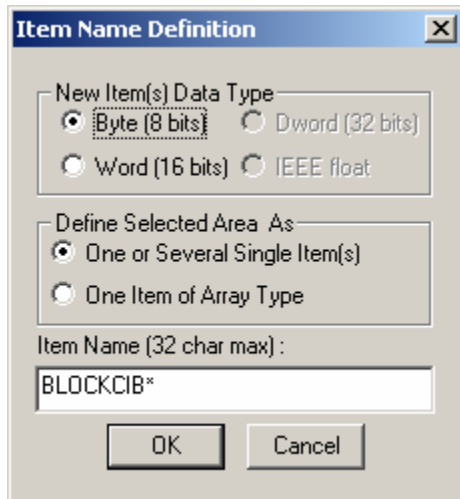 Item Name Definition
New Item(s) Data Type
Byte (8 bits) Dword (32 bits)
Word (16 bits) IEEE float
Define Selected Area As
One or Several Single Item(s)
One Item of Array Type
Item Name (32 char max) :
BLOCKCIB*
OK Cancel